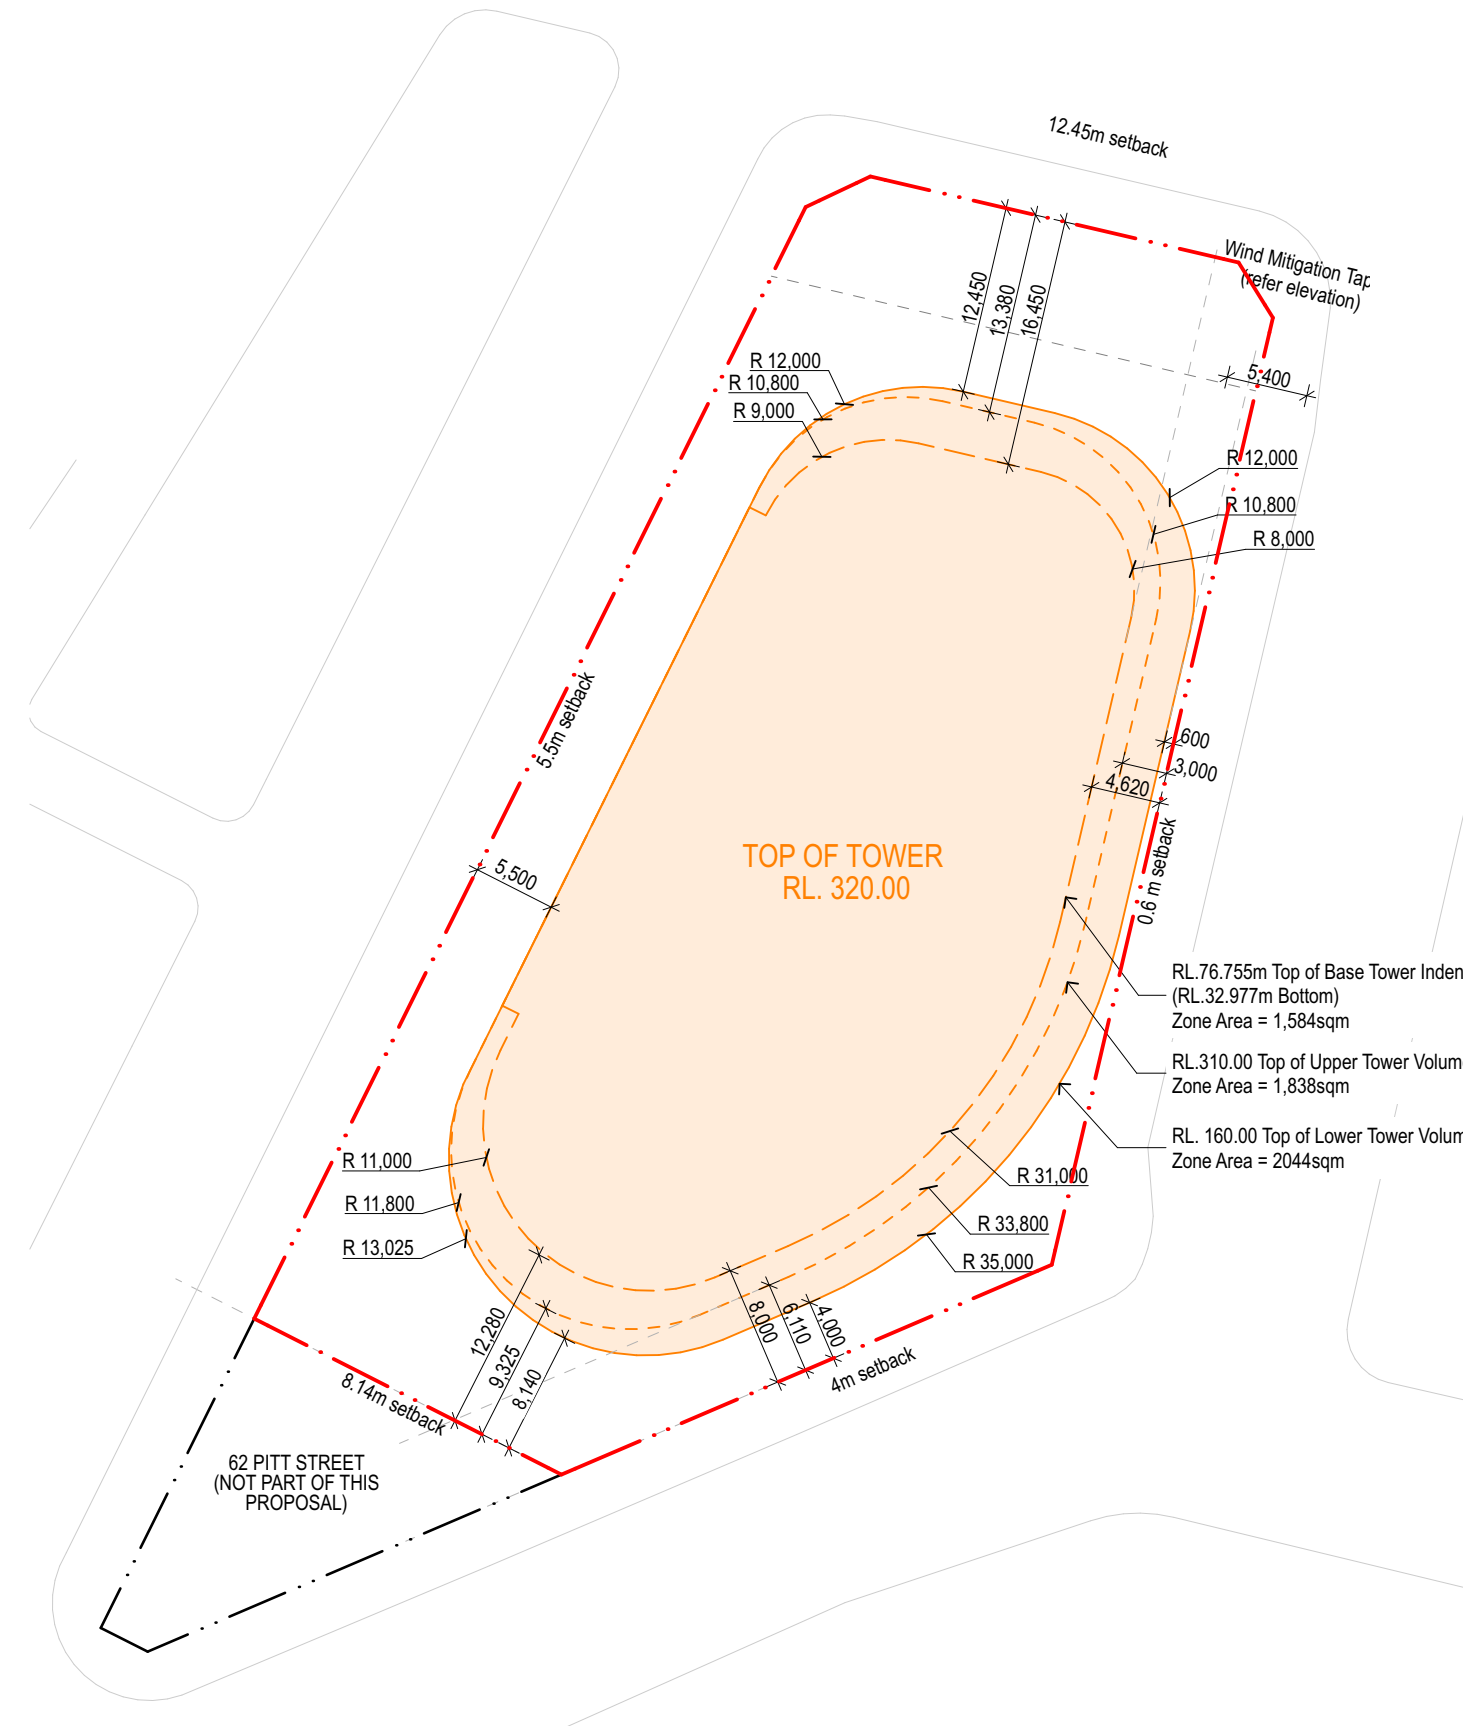 12.45m setback
Wind Mitigation Tap
(refer elevation)
12,450
13,380
16,450
5,400
R 12,000
R 10,800
R 9,000
R 12,000
R 10,800
R 8,000
5.5m setback
600
3,000
4,620
TOP OF TOWER
RL. 320.00
5,500
0.6 m setback
RL.76.755m Top of Base Tower Inden
(RL.32.977m Bottom)
Zone Area = 1,584sqm
RL.310.00 Top of Upper Tower Volum
Zone Area = 1,838sqm
RL. 160.00 Top of Lower Tower Volum
Zone Area = 2044sqm
R 11,000
R 11,800
R 13,025
R 31,000
R 33,800
R 35,000
12,280
9,325
8,140
8,000
6,110
4,000
4m setback
8.14m setback
62 PITT STREET
(NOT PART OF THIS
PROPOSAL)